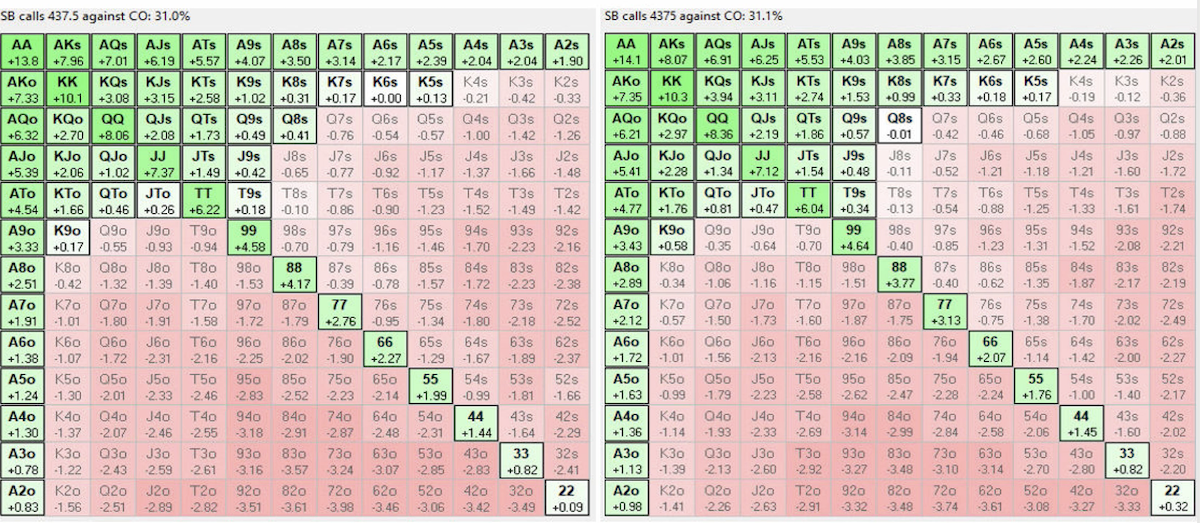 SB calls 437.5 against CO: 31.0%
AA AKs AQs AJs ATs A9s A8s A7s A6s A5s A4s A3s A2s
+13.8 +7.96 +7.01 +6.19 +5.57 +4.07 +3.50 +3.14 +2.17 +2.39 +2.04 +2.04 +1.90
AKo KK KQs KJs KTs K9s K8s K7s K6s K5s K4s K3s K2s
+7.33 +10.1 +3.08 +3.15 +2.58 +1.02 +0.31 +0.17 +0.00 +0.13 -0.21 -0.42 -0.33
AQo KQo QQ QJs QTs Q9s Q8s Q7s Q6s Q5s Q4s Q3s Q2s
+6.32 +2.70 +8.06 +2.08 +1.73 +0.49 +0.41 -0.76 -0.54 -0.57 -1.00 -1.42 -1.26
AJo KJo QJo JJ JTs J9s J8s J7s J6s J5s J4s J3s J2s
+5.39 +2.06 +1.02 +7.37 +1.49 +0.42 -0.65 -0.77 -0.92 -1.17 -1.37 -1.66 -1.48
ATo KTo QTo JTo TT T9s T8s T7s T6s T5s T4s T3s T2s
+4.54 +1.66 +0.46 +0.26 +6.22 +0.18 -0.10 -0.86 -0.90 -1.23 -1.52 -1.49 -1.42
A9o K9o Q9o J9o T9o 99 98s 97s 96s 95s 94s 93s 92s
+3.33 +0.17 -0.55 -0.93 -0.94 +4.58 -0.70 -0.79 -1.16 -1.46 -1.70 -2.23 -2.16
A8o K8o Q8o J8o T8o 98o 88 87s 86s 85s 84s 83s 82s
+2.51 -0.42 -1.32 -1.39 -1.40 -1.53 +4.17 -0.39 -0.78 -1.57 -1.72 -2.23 -2.38
A7o K7o Q7o J7o T7o 97o 87o 77 76s 75s 74s 73s 72s
+1.91 -1.01 -1.80 -1.91 -1.58 -1.72 -1.79 +2.76 -0.95 -1.34 -1.80 -2.18 -2.52
A6o K6o Q6o J6o T6o 96o 86o 76o 66 65s 64s 63s 62s
+1.38 -1.07 -1.72 -2.31 -2.16 -2.25 -2.02 -1.90 +2.27 -1.29 -1.67 -1.89 -2.37
A5o K5o Q5o J5o T5o 95o 85o 75o 65o 55 54s 53s 52s
+1.24 -1.30 -2.01 -2.33 -2.46 -2.83 -2.52 -2.23 -2.14 +1.99 -0.99 -1.81 -1.66
A4o K4o Q4o J4o T4o 94o 84o 74o 64o 54o 44 43s 42s
+1.30 -1.37 -2.07 -2.46 -2.55 -3.18 -2.91 -2.87 -2.48 -2.31 +1.44 -1.64 -2.29
A3o K3o Q3o J3o T3o 93o 83o 73o 63o 53o 43o 33 32s
+0.78 -1.22 -2.43 -2.59 -2.61 -3.16 -3.57 -3.24 -3.07 -2.85 -2.83 +0.82 -2.41
A2o K2o Q2o J2o T2o 92o 82o 72o 62o 52o 42o 32o 22
+0.83 -1.56 -2.51 -2.89 -2.82 -3.51 -3.61 -3.98 -3.46 -3.06 -3.42 -3.49 +0.09
SB calls 4375 against CO: 31.1%
AA AKs AQs AJs ATs A9s A8s A7s A6s A5s A4s A3s A2s
+14.1 +8.07 +6.91 +6.25 +5.53 +4.03 +3.85 +3.15 +2.67 +2.60 +2.24 +2.26 +2.01
AKo KK KQs KJs KTs K9s K8s K7s K6s K5s K4s K3s K2s
+7.35 +10.3 +3.94 +3.11 +2.74 +1.53 +0.99 +0.33 +0.18 +0.17 -0.19 -0.12 -0.36
AQo KQo QQ QJs QTs Q9s Q8s Q7s Q6s Q5s Q4s Q3s Q2s
+6.21 +2.97 +8.36 +2.19 +1.86 +0.57 -0.01 -0.42 -0.46 -0.68 -1.05 -0.97 -0.88
AJo KJo QJo JJ JTs J9s J8s J7s J6s J5s J4s J3s J2s
+5.41 +2.28 +1.34 +7.12 +1.54 +0.48 -0.11 -0.52 -1.21 -1.18 -1.21 -1.60 -1.72
ATo KTo QTo JTo TT T9s T8s T7s T6s T5s T4s T3s T2s
+4.77 +1.76 +0.81 +0.47 +6.04 +0.34 -0.13 -0.54 -0.88 -1.25 -1.33 -1.61 -1.74
A9o K9o Q9o J9o T9o 99 98s 97s 96s 95s 94s 93s 92s
+3.43 +0.58 -0.35 -0.64 -0.70 +4.64 -0.40 -0.85 -1.23 -1.31 -1.52 -2.08 -2.21
A8o K8o Q8o J8o T8o 98o 88 87s 86s 85s 84s 83s 82s
+2.89 -0.34 -1.06 -1.16 -1.15 -1.51 +3.77 -0.40 -0.62 -1.35 -1.87 -2.17 -2.19
A7o K7o Q7o J7o T7o 97o 87o 77 76s 75s 74s 73s 72s
+2.12 -0.57 -1.50 -1.73 -1.60 -1.87 -1.75 +3.13 -0.75 -1.38 -1.70 -2.02 -2.49
A6o K6o Q6o J6o T6o 96o 86o 76o 66 65s 64s 63s 62s
+1.72 -1.01 -1.56 -2.13 -2.16 -2.16 -2.09 -1.94 +2.07 -1.14 -1.42 -2.00 -2.27
A5o K5o Q5o J5o T5o 95o 85o 75o 65o 55 54s 53s 52s
+1.63 -0.99 -1.79 -2.23 -2.58 -2.62 -2.47 -2.28 -2.24 +1.76 -1.00 -1.40 -2.17
A4o K4o Q4o J4o T4o 94o 84o 74o 64o 54o 44 43s 42s
+1.36 -1.14 -1.93 -2.33 -2.69 -3.14 -2.99 -2.84 -2.58 -2.06 +1.45 -1.60 -2.02
A3o K3o Q3o J3o T3o 93o 83o 73o 63o 53o 43o 33 32s
+1.13 -1.39 -2.13 -2.60 -2.92 -3.27 -3.48 -3.10 -3.14 -2.70 -2.80 +0.82 -2.20
A2o K2o Q2o J2o T2o 92o 82o 72o 62o 52o 42o 32o 22
+0.98 -1.41 -2.26 -2.63 -2.91 -3.32 -3.48 -3.74 -3.61 -3.06 -3.27 -3.33 +0.32